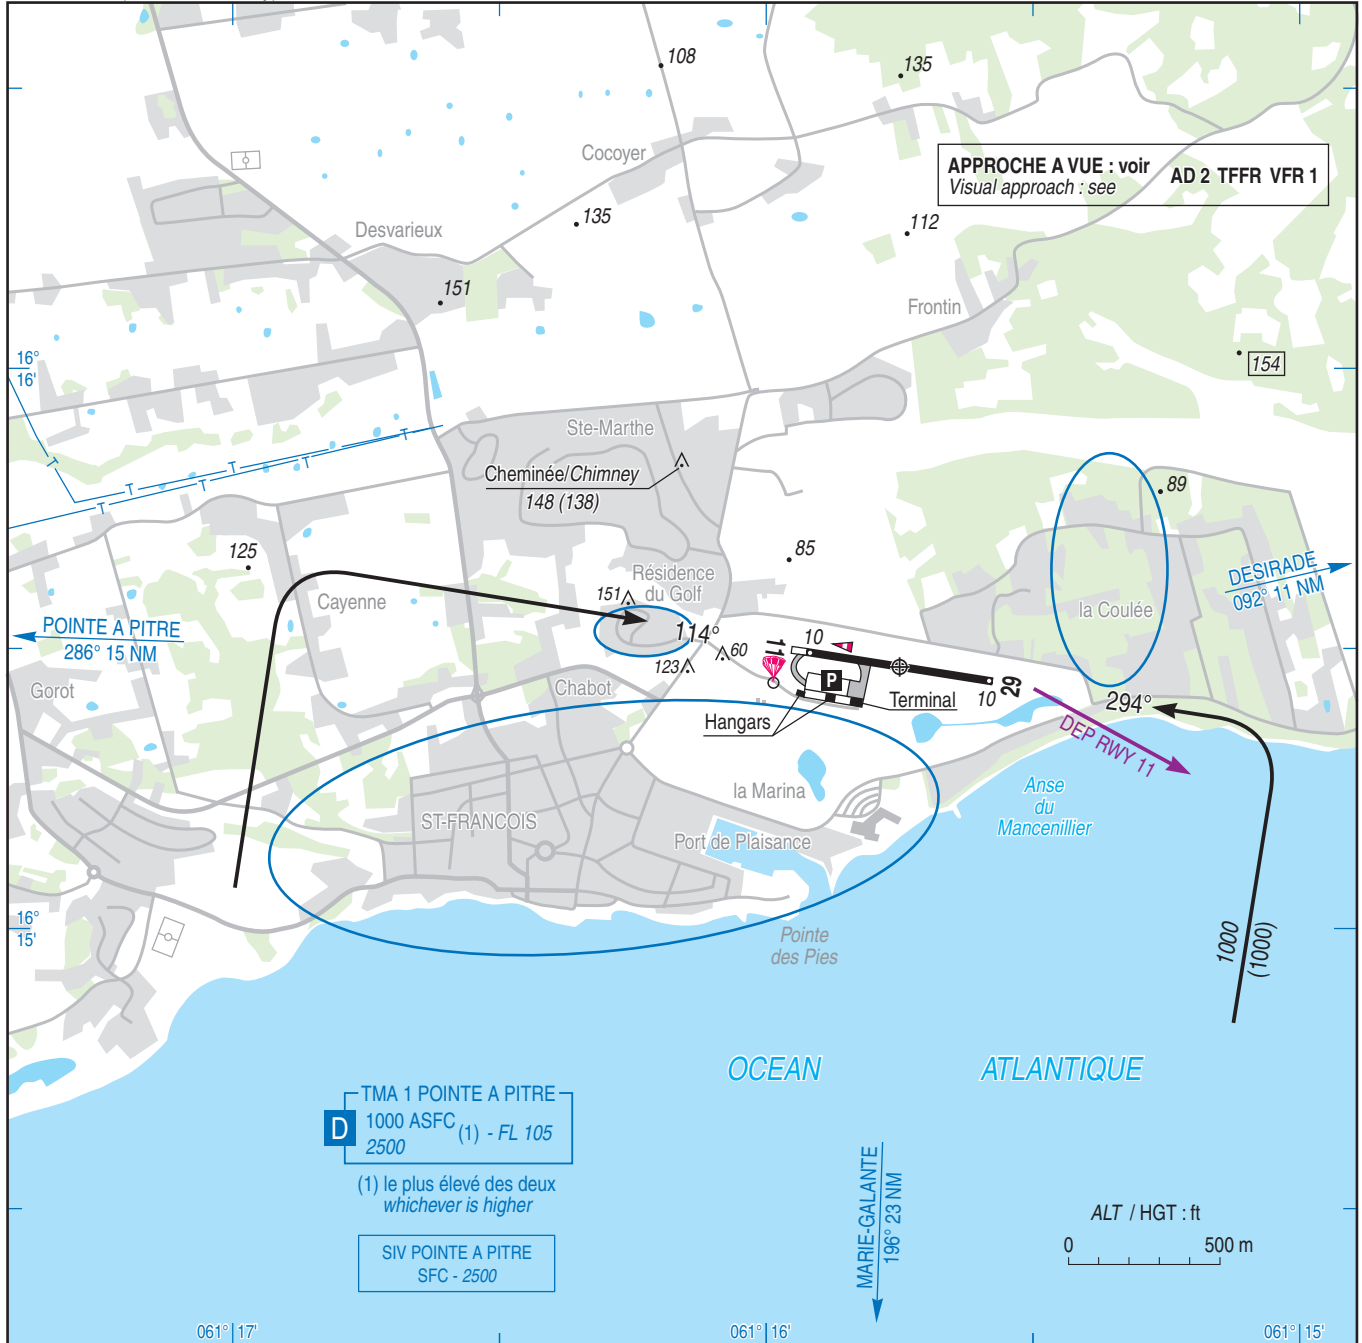 108
135
Cocoyer
APPROCHE A VUE : voir
Visual approach : see
AD 2 TFFR VFR 1
135
112
Desvarieux
151
Frontin
16°
16'
154
Ste-Marthe
Cheminée/Chimney
148 (138)
89
125
85
Résidence
du Golf
DESIRADE
092° 11 NM
151
Cayenne
la Coulée
POINTE A PITRE
286° 15 NM
114°
11
10
60
123
P
Gorot
Chabot
Terminal
10
29
294°
Hangars
DEP RWY 11
la Marina
Anse
du
Mancenillier
ST-FRANCOIS
Port de Plaisance
16°
15'
Pointe
des Pies
1000
(1000)
OCEAN ATLANTIQUE
TMA 1 POINTE A PITRE
D
1000 ASFC
2500
(1) - FL 105
(1) le plus élevé des deux
whichever is higher
SIV POINTE A PITRE
SFC - 2500
MARIE-GALANTE
196° 23 NM
ALT / HGT : ft
0 500 m
061° 17'
061° 16'
061° 15'
T
T
T
T
T
T
T